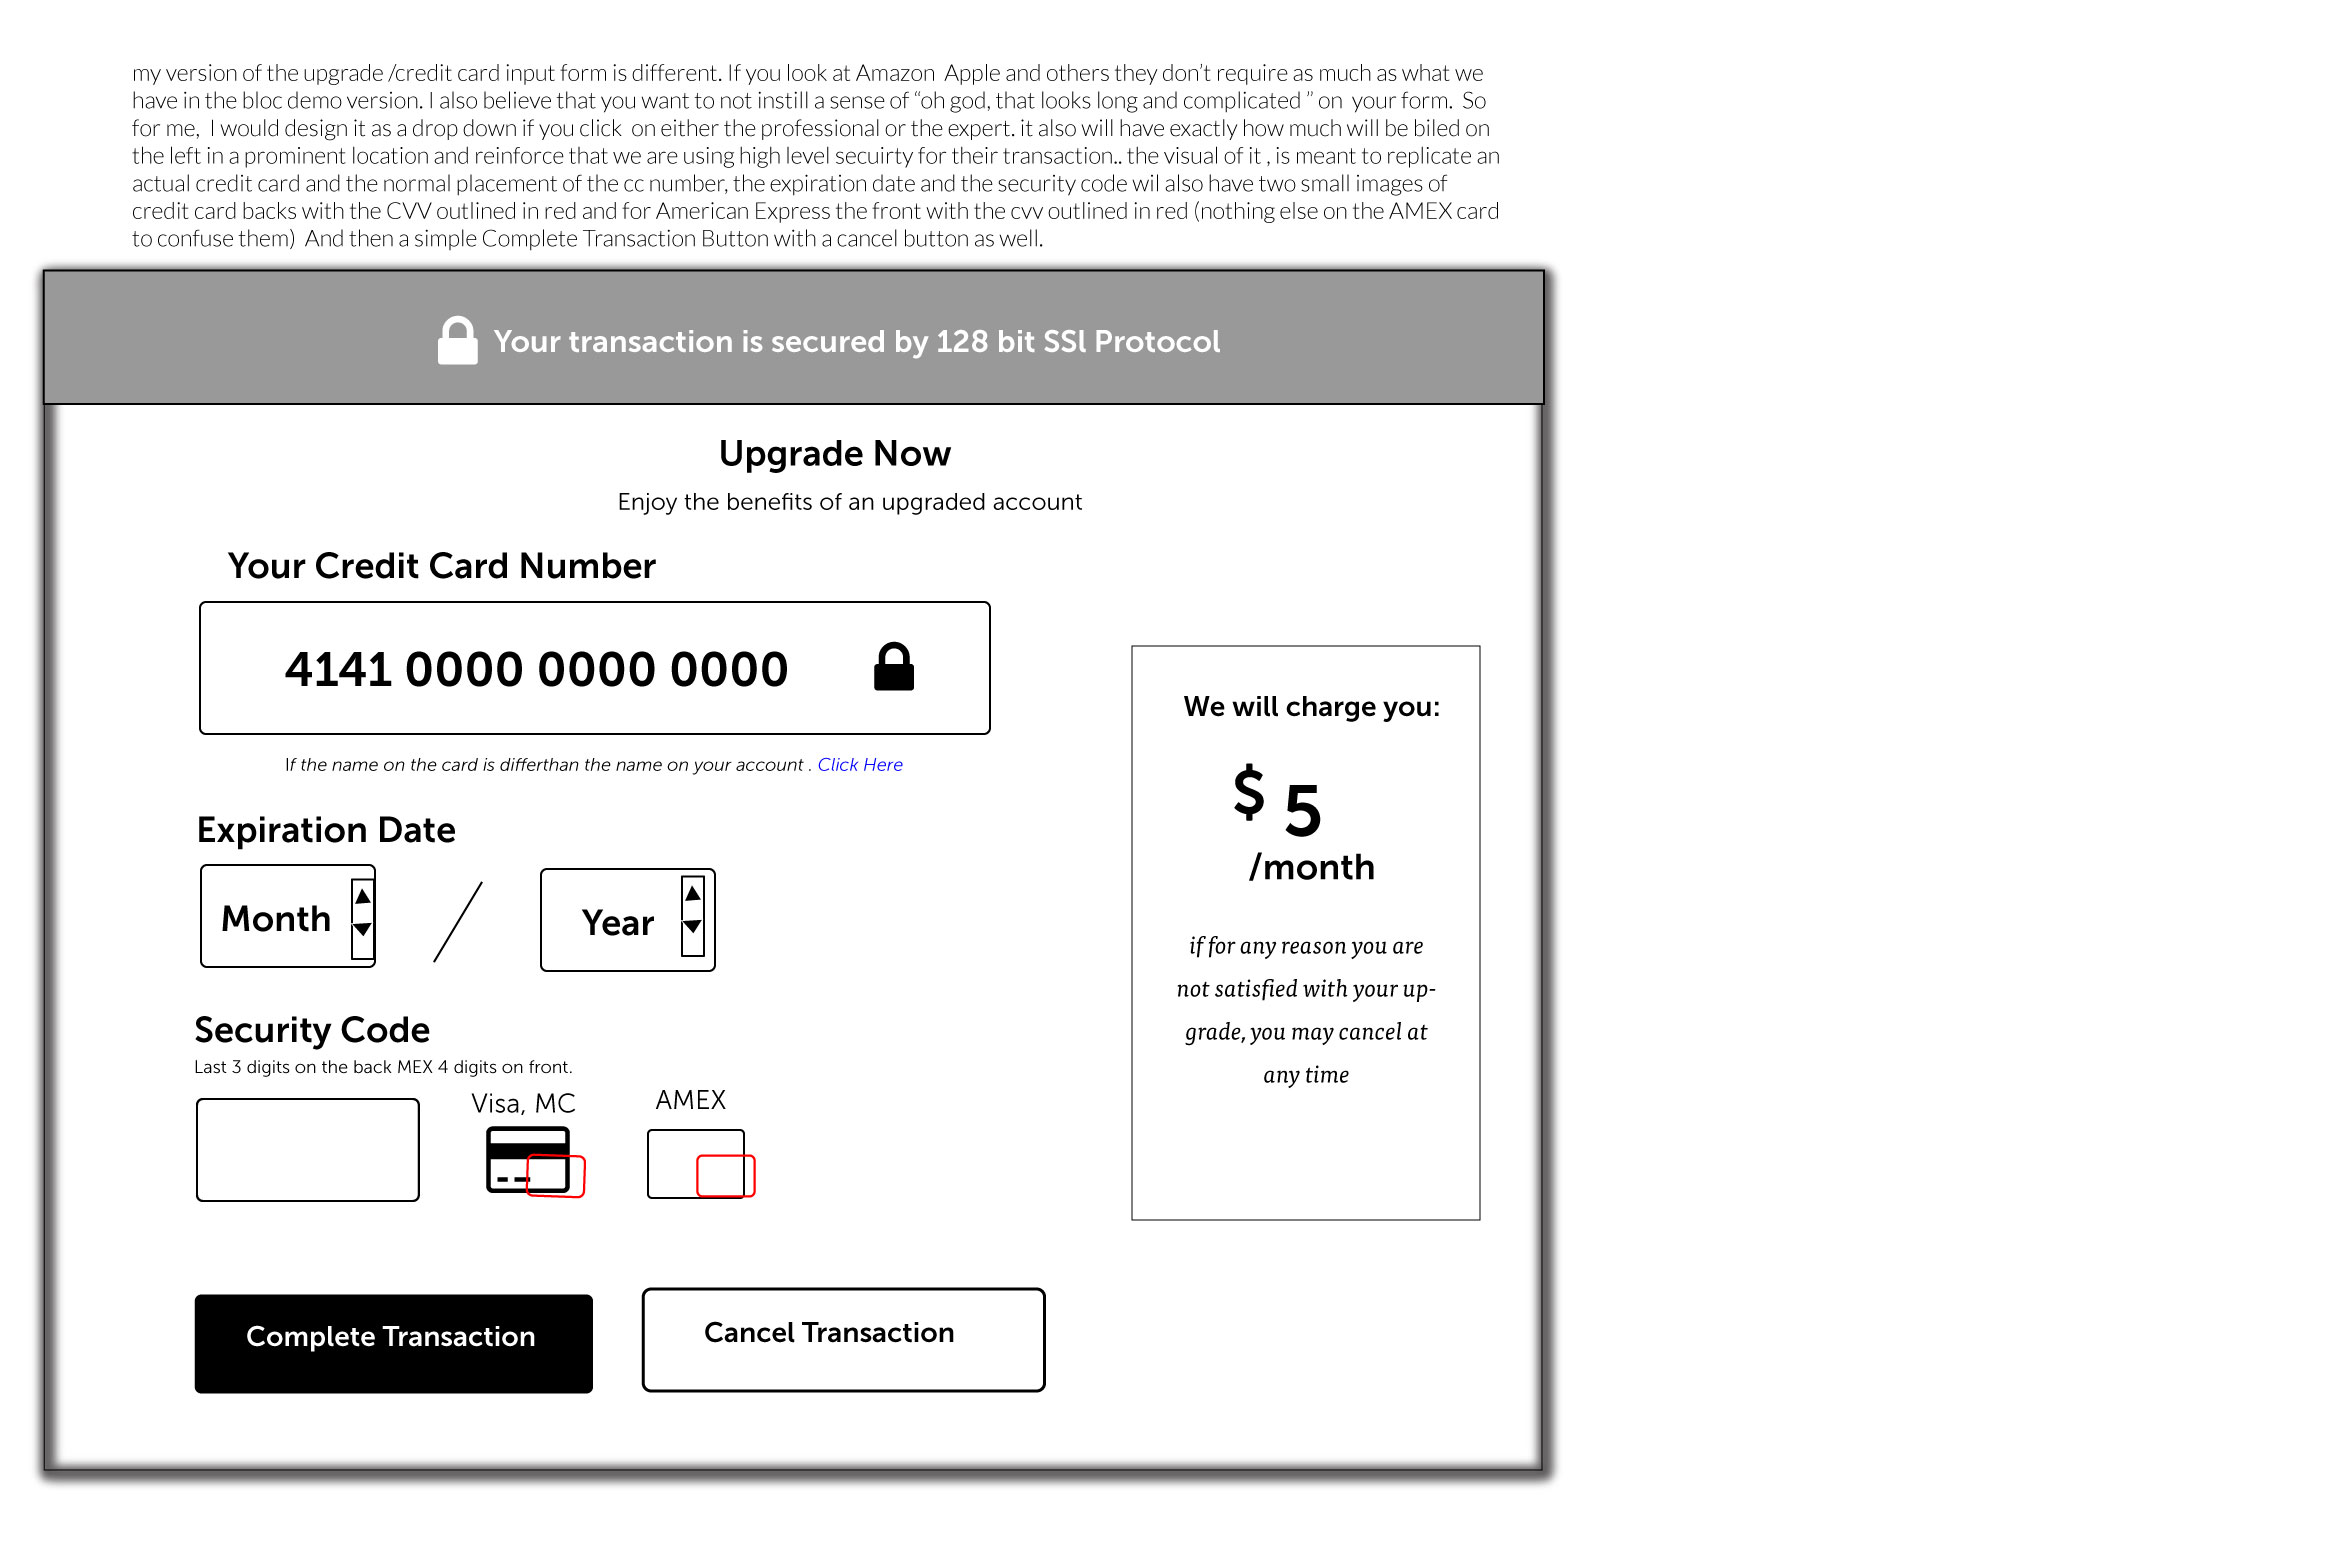 my version of the upgrade /credit card input form is different. If you look at Amazon  Apple and others they don’t require as much as what we
have in the bloc demo version. I also believe that you want to not instill a sense of “oh god, that looks long and complicated ” on  your form.  So
for me,  I would design it as a drop down if you click  on either the professional or the expert. it also will have exactly how much will be biled on
the left in a prominent location and reinforce that we are using high level secuirty for their transaction.. the visual of it , is meant to replicate an
actual credit card and the normal placement of the cc number, the expiration date and the security code wil also have two small images of
credit card backs with the CVV outlined in red and for American Express the front with the cvv outlined in red (nothing else on the AMEX card
to confuse them)  And then a simple Complete Transaction Button with a cancel button as well.
Your transaction is secured by 128 bit SSl Protocol
Upgrade Now
Enjoy the benefits of an upgraded account
Your Credit Card Number
4141 0000 0000 0000
If the name on the card is differthan the name on your account . Click Here
Expiration Date
Month / Year
Security Code
Last 3 digits on the back MEX 4 digits on front.
Visa, MC
AMEX
We will charge you:
$ 5
/month
if for any reason you are
not satisfied with your up-
grade, you may cancel at
any time
Complete Transaction
Cancel Transaction